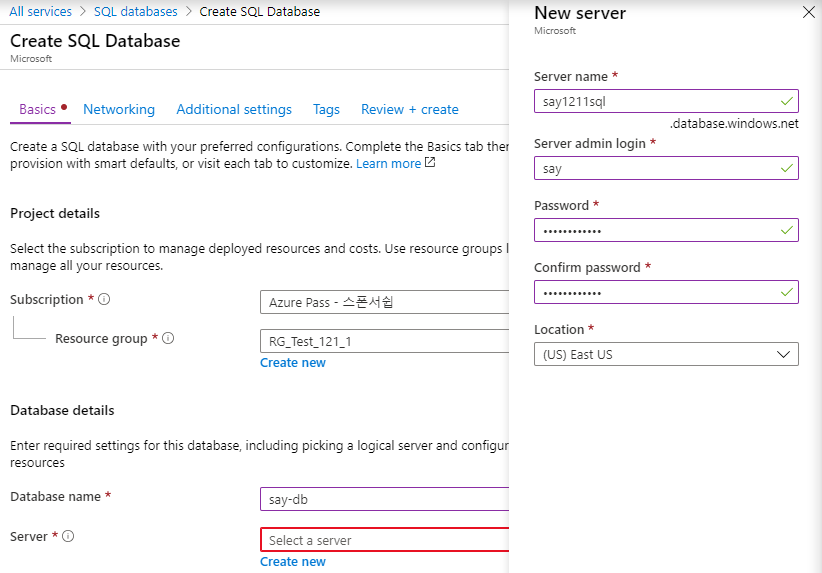 All services > SQL databases > Create SQL Database
Create SQL Database
Microsoft
Basics Networking Additional settings Tags Review + create
Create a SQL database with your preferred configurations. Complete the Basics tab then
provision with smart defaults, or visit each tab to customize. Learn more
Project details
Select the subscription to manage deployed resources and costs. Use resource groups
manage all your resources.
Subscription *
Azure Pass - 스폰서쉽
Resource group *
RG_Test_121_1
Create new
Database details
Enter required settings for this database, including picking a logical server and configur
resources
Database name *
say-db
Server *
Select a server
Create new
New server
Microsoft
Server name *
say1211sql
.database.windows.net
Server admin login *
say
Password *
••••••••••••
Confirm password *
••••••••••••
Location *
(US) East US